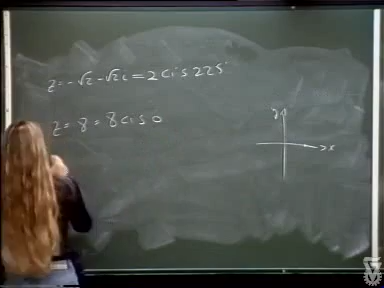 z = -√2 - √2i = 2 cis 225°
z = 8 = 8 cis 0
y
x